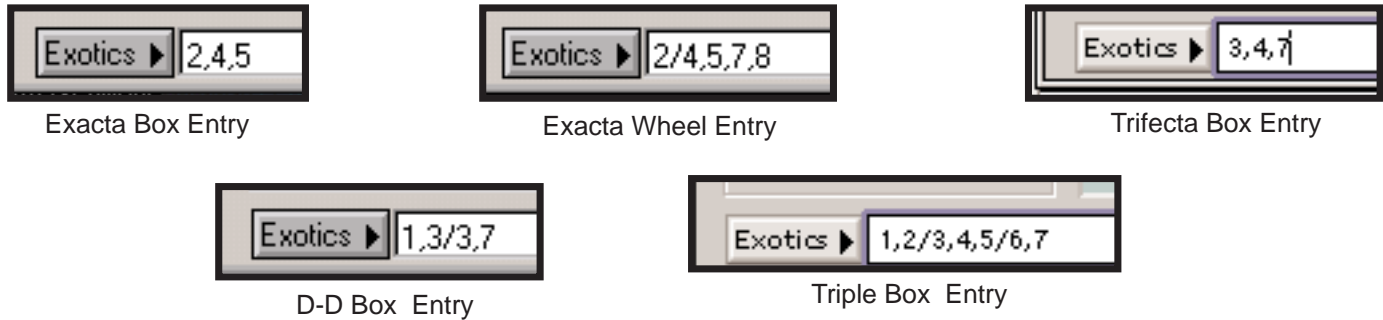 Exotics 2,4,5
Exotics 2/4,5,7,8
Exotics 3,4,7
Exacta Box Entry
Exacta Wheel Entry
Trifecta Box Entry
Exotics 1,3/3,7
Exotics 1,2/3,4,5/6,7
D-D Box Entry
Triple Box Entry